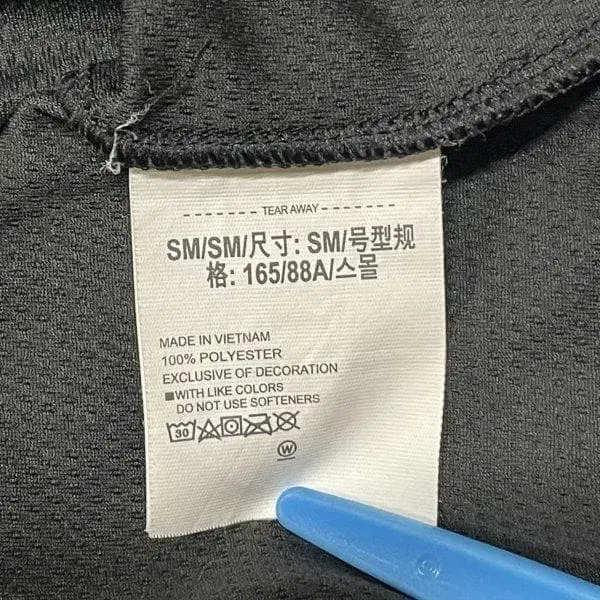 ------- TEAR AWAY -------
SM/SM/尺寸: SM/号型规
格: 165/88A/스몰
MADE IN VIETNAM
100% POLYESTER
EXCLUSIVE OF DECORATION
■WITH LIKE COLORS
DO NOT USE SOFTENERS
30
W